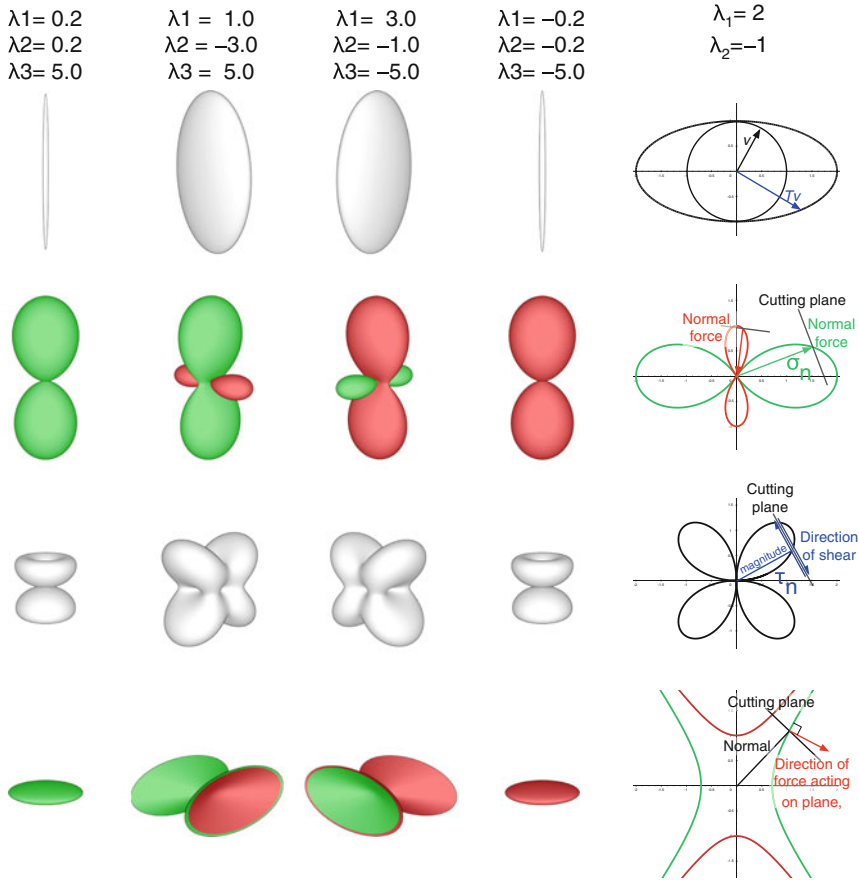 λ1= 0.2
λ2= 0.2
λ3= 5.0
λ1 = 1.0
λ2 = −3.0
λ3 = 5.0
λ1= 3.0
λ2= −1.0
λ3= −5.0
λ1= −0.2
λ2= −0.2
λ3= −5.0
λ1= 2
λ2=−1
v
Tv
Cutting plane
Normal
force
Normal
force
σn
Cutting
plane
Direction
of shear
magnitude
τn
Cutting plane
Normal
Direction of
force acting
on plane,